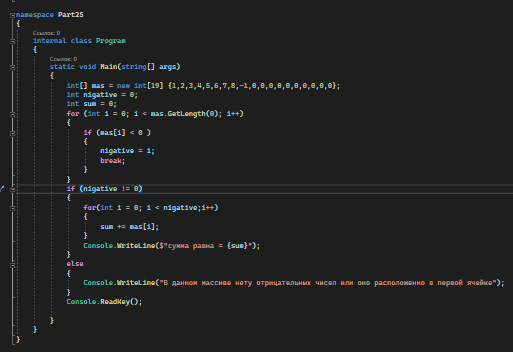 namespace Part25
{
Ссылок: 0
internal class Program
{
Ссылок: 0
static void Main(string[] args)
{
int[] mas = new int[19] {1,2,3,4,5,6,7,8,-1,0,0,0,0,0,0,0,0,0,0};
int nigative = 0;
int sum = 0;
for (int i = 0; i < mas.GetLength(0); i++)
{
if (mas[i] < 0 )
{
nigative = i;
break;
}
}
if (nigative != 0)
{
for(int i = 0; i < nigative;i++)
{
sum += mas[i];
}
Console.WriteLine($"сумма равна = {sum}");
}
else
{
Console.WriteLine("В данном массиве нету отрицательных чисел или оно расположенно в первой ячейке");
}
Console.ReadKey();
}
}
}